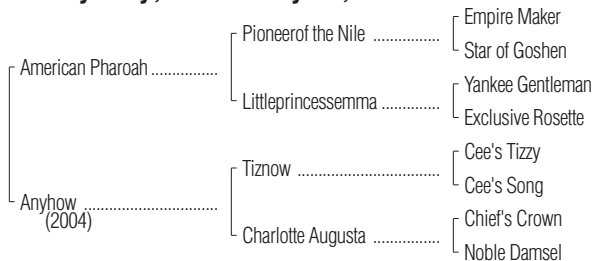 Empire Maker
Pioneerof the Nile ................
Star of Goshen
American Pharoah ................
Yankee Gentleman
Littleprincessemma ..............
Exclusive Rosette
Cee's Tizzy
Tiznow ..................................
Cee's Song
Anyhow ................................
(2004)
Chief's Crown
Charlotte Augusta ................
Noble Damsel